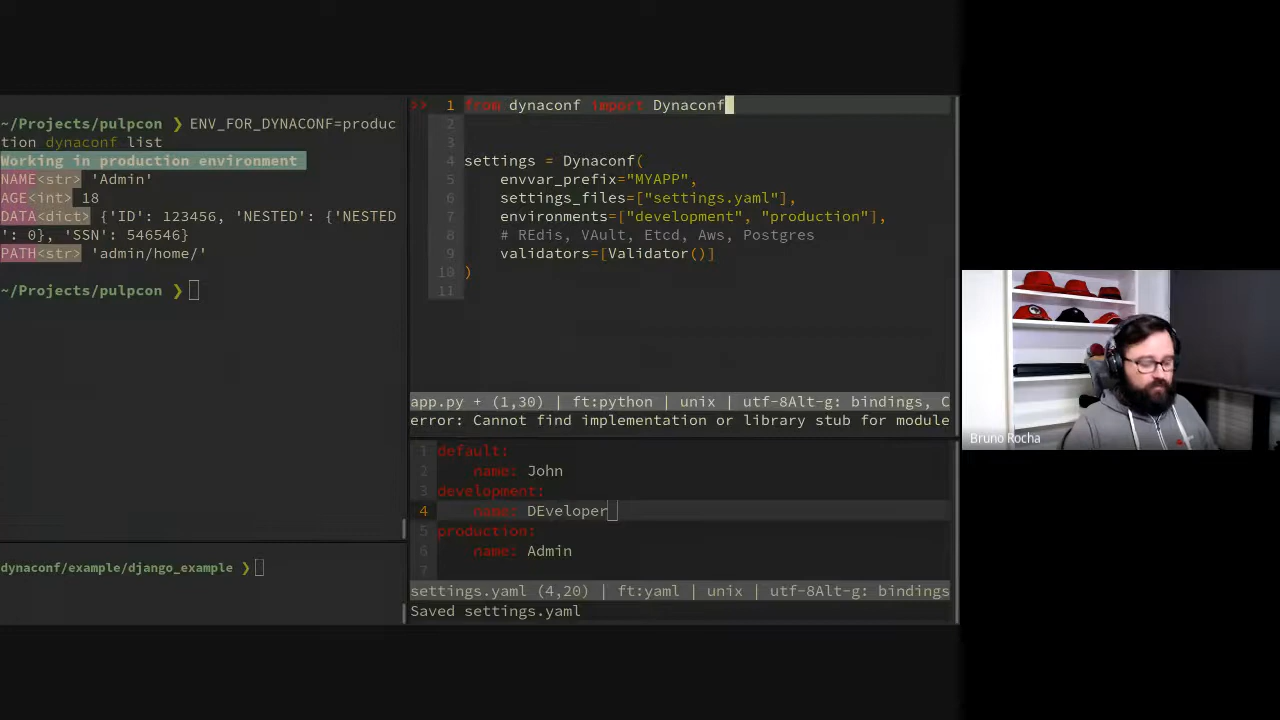 ~/Projects/pulpcon ❯ ENV_FOR_DYNACONF=produc
tion dynaconf list
Working in production environment
NAME<str> 'Admin'
AGE<int> 18
DATA<dict> {'ID': 123456, 'NESTED': {'NESTED
': 0}, 'SSN': 546546}
PATH<str> 'admin/home/'
~/Projects/pulpcon ❯
dynaconf/example/django_example ❯
>> 1 from dynaconf import Dynaconf
2
3
4 settings = Dynaconf(
5 envvar_prefix="MYAPP",
6 settings_files=["settings.yaml"],
7 environments=["development", "production"],
8 # REdis, VAult, Etcd, Aws, Postgres
9 validators=[Validator()]
10 )
11
app.py + (1,30) | ft:python | unix | utf-8Alt-g: bindings, C
error: Cannot find implementation or library stub for module
1 default:
2 name: John
3 development:
4 name: DEveloper
5 production:
6 name: Admin
7
settings.yaml (4,20) | ft:yaml | unix | utf-8Alt-g: bindings
Saved settings.yaml
Bruno Rocha